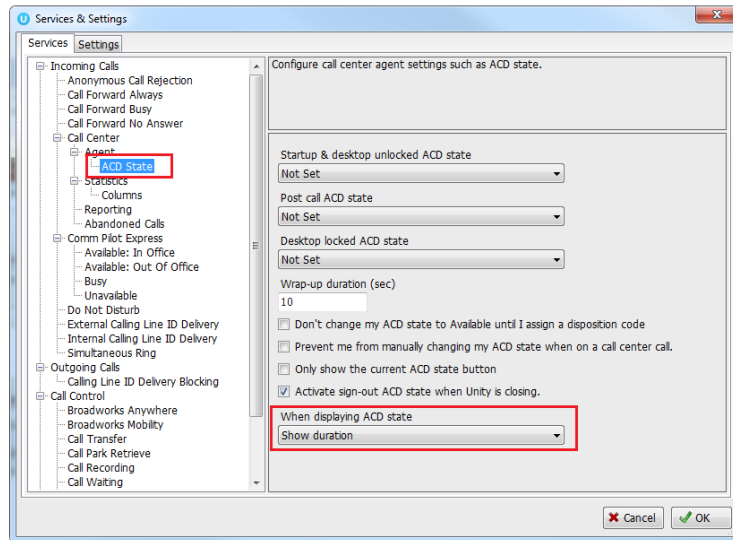 Services & Settings
Services Settings
Incoming Calls
Anonymous Call Rejection
Call Forward Always
Call Forward Busy
Call Forward No Answer
Call Center
Agent
ACD State
Statistics
Columns
Reporting
Abandoned Calls
Comm Pilot Express
Available: In Office
Available: Out Of Office
Busy
Unavailable
Do Not Disturb
External Calling Line ID Delivery
Internal Calling Line ID Delivery
Simultaneous Ring
Outgoing Calls
Calling Line ID Delivery Blocking
Call Control
Broadworks Anywhere
Broadworks Mobility
Call Transfer
Call Park Retrieve
Call Recording
Call Waiting
Configure call center agent settings such as ACD state.
Startup & desktop unlocked ACD state
Not Set
Post call ACD state
Not Set
Desktop locked ACD state
Not Set
Wrap-up duration (sec)
10
Don't change my ACD state to Available until I assign a disposition code
Prevent me from manually changing my ACD state when on a call center call.
Only show the current ACD state button
Activate sign-out ACD state when Unity is closing.
When displaying ACD state
Show duration
Cancel OK